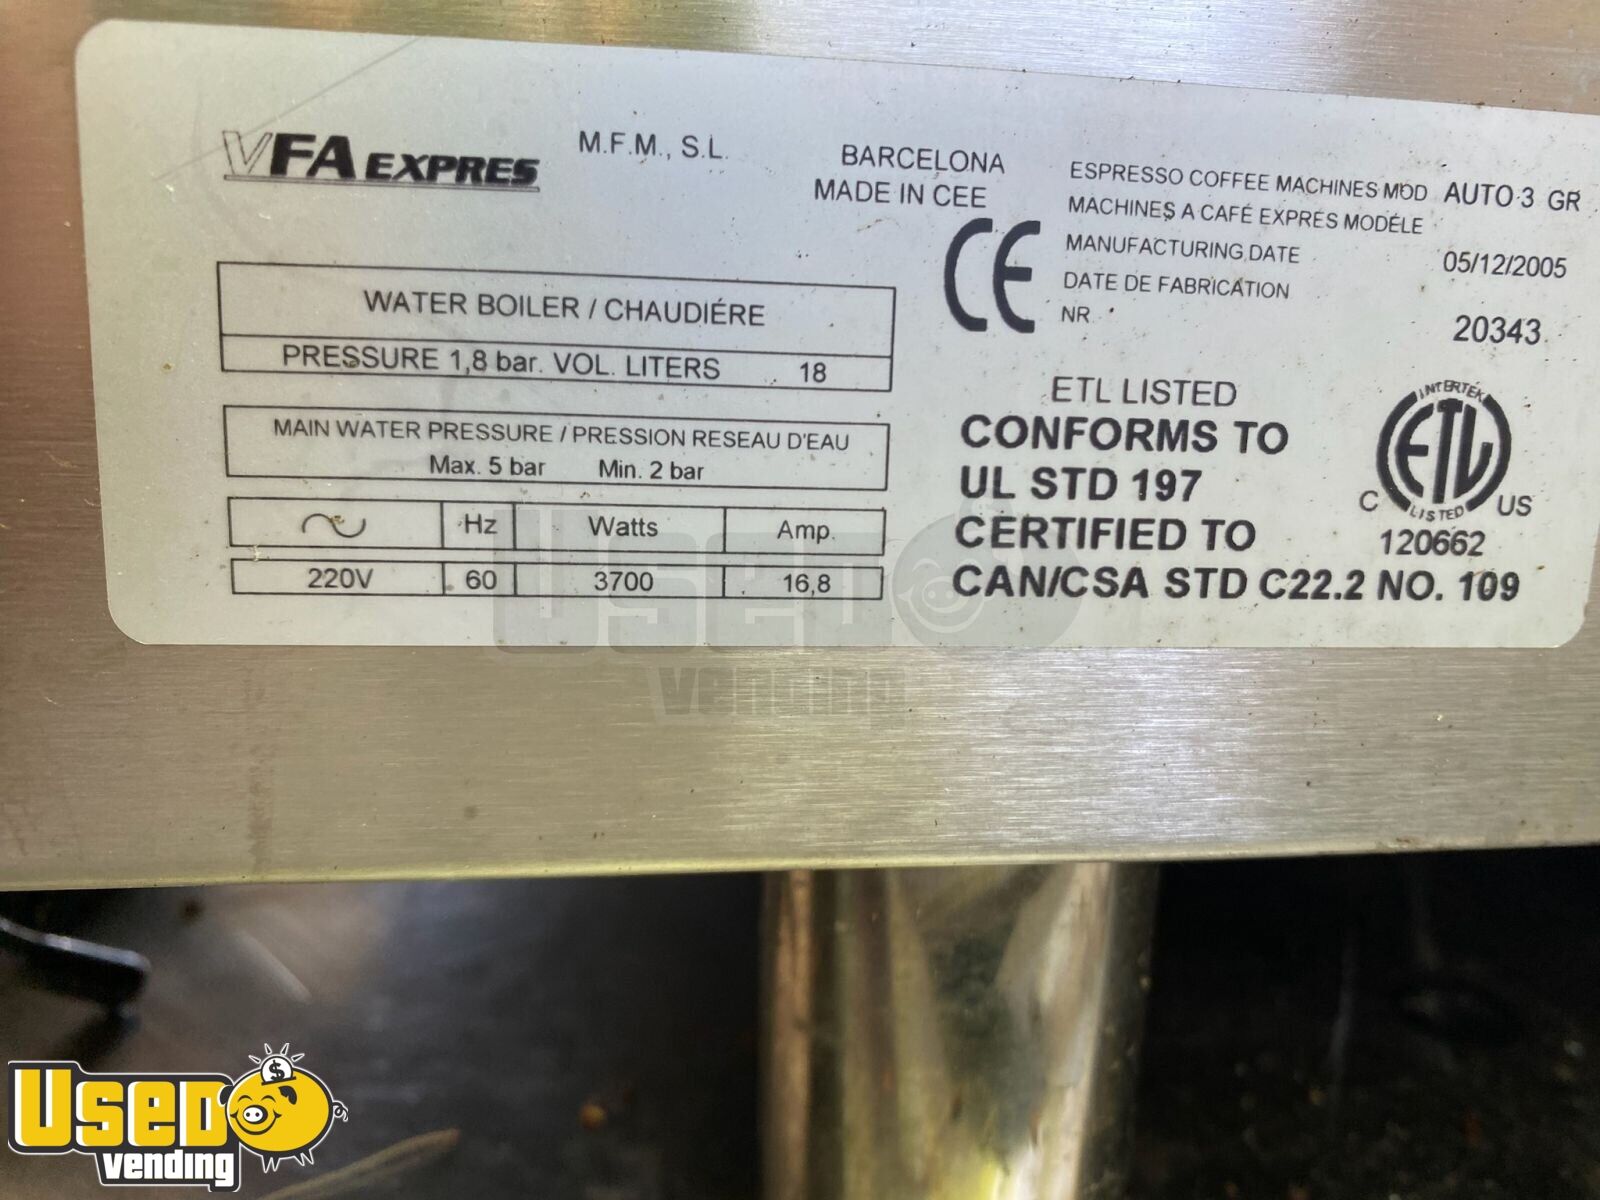 VFA EXPRES
M.F.M., S.L.
BARCELONA
MADE IN CEE
CE
ESPRESSO COFFEE MACHINES MOD AUTO 3 GR
MACHINES A CAFÉ EXPRES MODÉLE
MANUFACTURING DATE
DATE DE FABRICATION
05/12/2005
NR.
20343
WATER BOILER / CHAUDIÉRE
PRESSURE 1,8 bar. VOL. LITERS 18
MAIN WATER PRESSURE / PRESSION RESEAU D'EAU
Max. 5 bar Min. 2 bar
Hz Watts Amp.
220V 60 3700 16,8
ETL LISTED
CONFORMS TO
UL STD 197
CERTIFIED TO
CAN/CSA STD C22.2 NO. 109
INTERTEK
ETL
LISTED
C US
120662
USED
vending
USED
vending
$